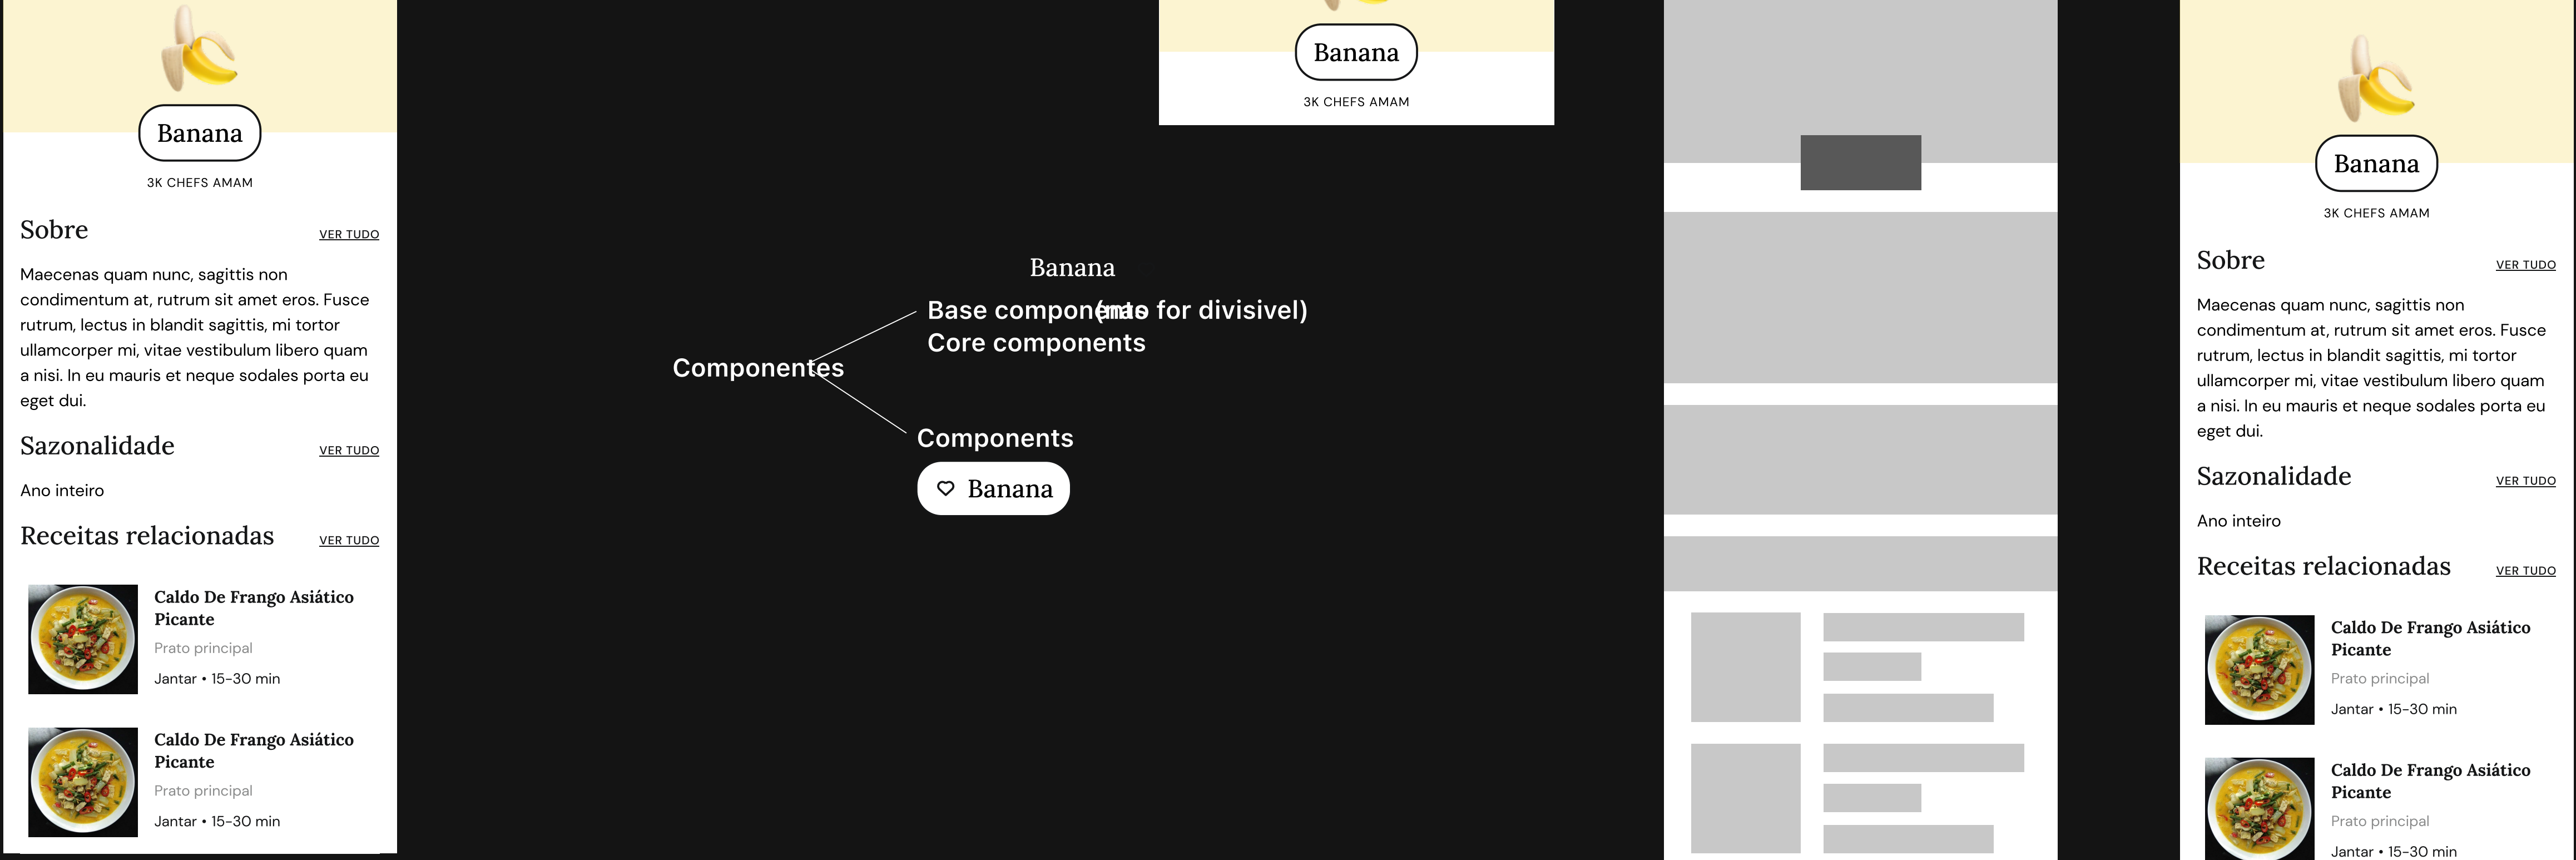 Banana
3K CHEFS AMAM
Sobre
VER TUDO
Maecenas quam nunc, sagittis non
condimentum at, rutrum sit amet eros. Fusce
rutrum, lectus in blandit sagittis, mi tortor
ullamcorper mi, vitae vestibulum libero quam
a nisi. In eu mauris et neque sodales porta eu
eget dui.
Sazonalidade
VER TUDO
Ano inteiro
Receitas relacionadas
VER TUDO
Caldo De Frango Asiático
Picante
Prato principal
Jantar • 15-30 min
Caldo De Frango Asiático
Picante
Prato principal
Jantar • 15-30 min
Componentes
Banana
Base components (não for divisivel)
Core components
Components
Banana
Banana
3K CHEFS AMAM
Banana
3K CHEFS AMAM
Sobre
VER TUDO
Maecenas quam nunc, sagittis non
condimentum at, rutrum sit amet eros. Fusce
rutrum, lectus in blandit sagittis, mi tortor
ullamcorper mi, vitae vestibulum libero quam
a nisi. In eu mauris et neque sodales porta eu
eget dui.
Sazonalidade
VER TUDO
Ano inteiro
Receitas relacionadas
VER TUDO
Caldo De Frango Asiático
Picante
Prato principal
Jantar • 15-30 min
Caldo De Frango Asiático
Picante
Prato principal
Jantar • 15-30 min